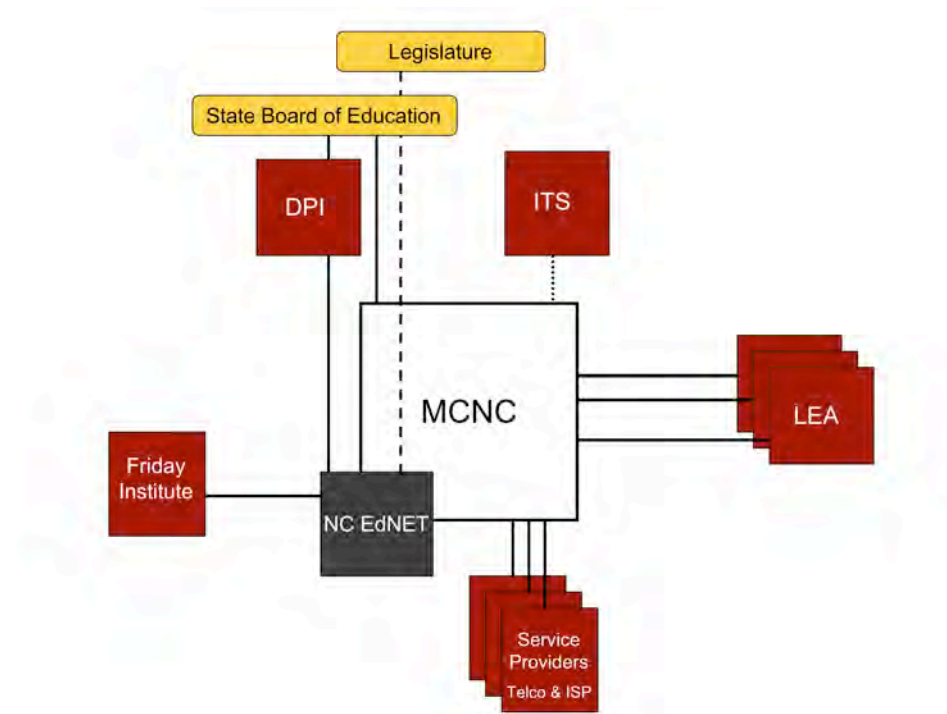 Legislature
State Board of Education
DPI
ITS
MCNC
LEA
Friday
Institute
NC EdNET
Service
Providers
Telco & ISP